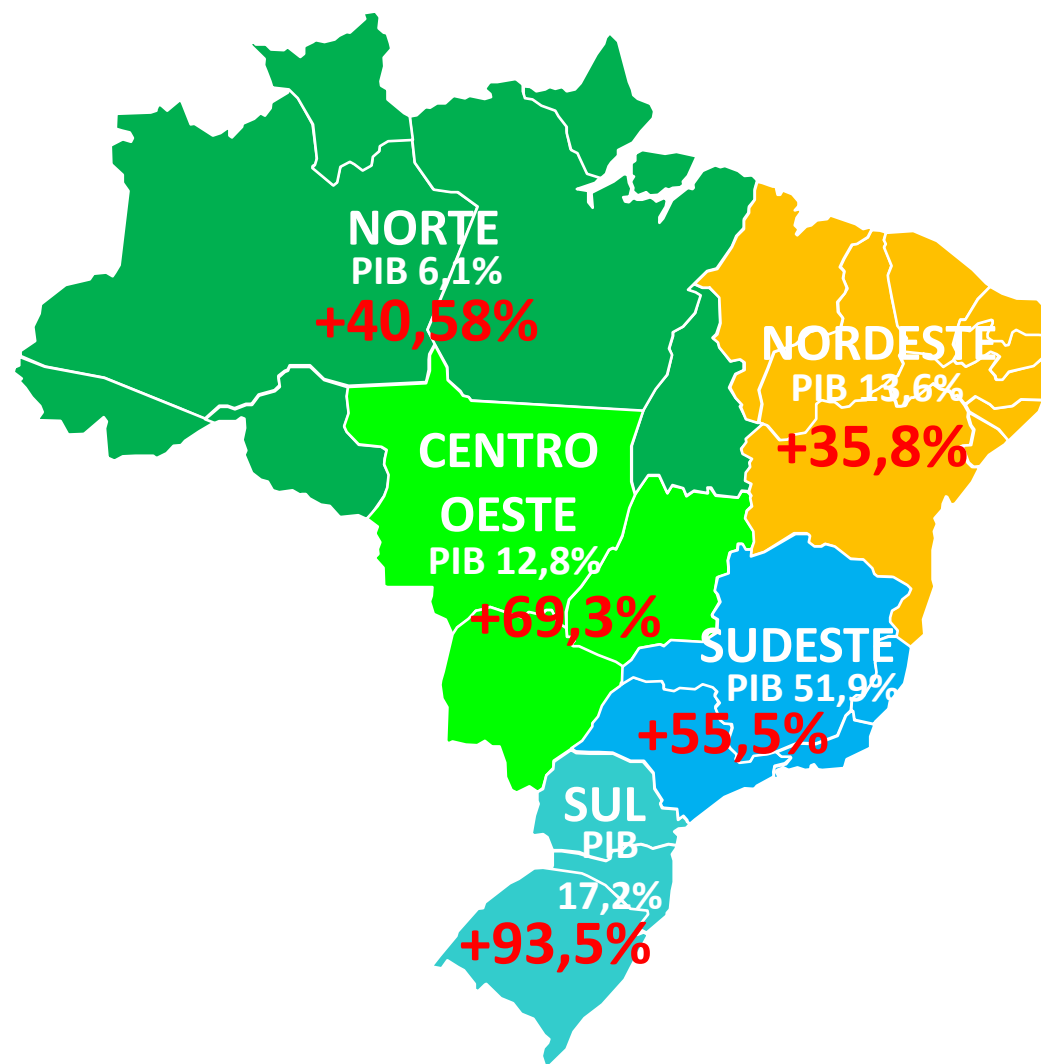 NORTE
PIB 6,1%
+40,58%
NORDESTE
PIB 13,6%
+35,8%
CENTRO
OESTE
PIB 12,8%
+69,3%
SUDESTE
PIB 51,9%
+55,5%
SUL
PIB
17,2%
+93,5%